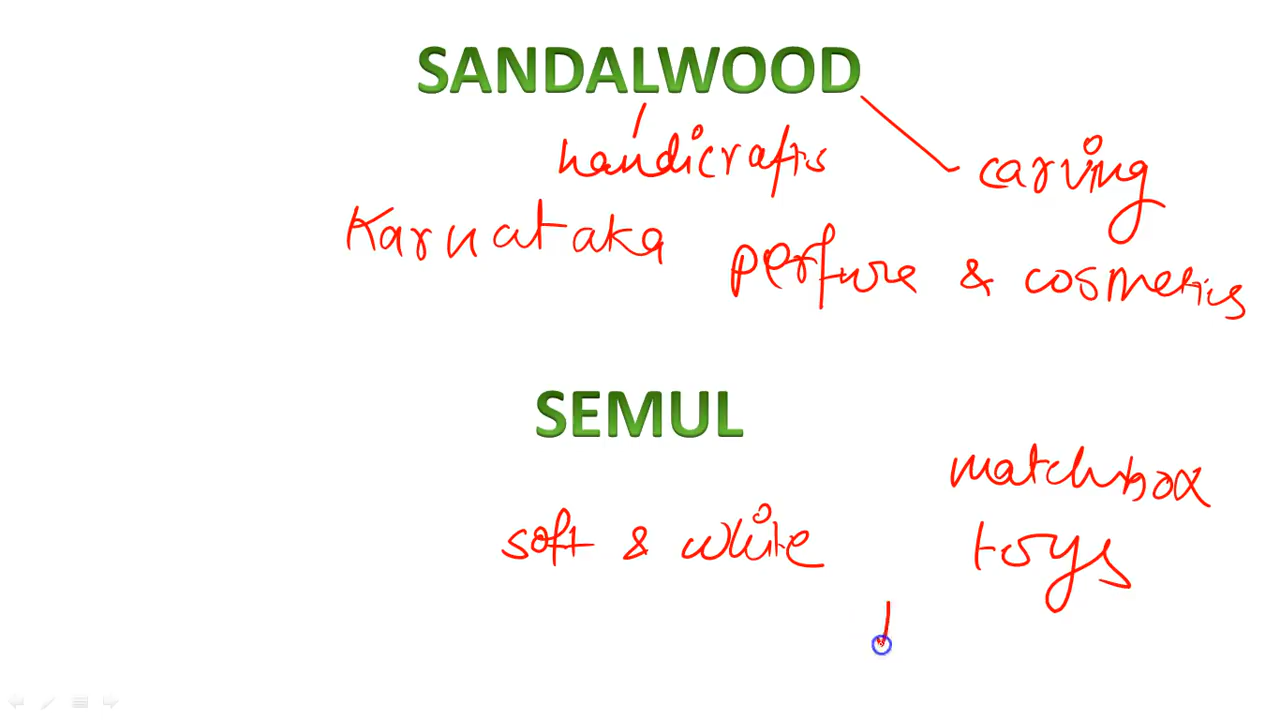 SANDALWOOD
handicrafts
carving
Karnataka
perfume & cosmetics
SEMUL
matchbox
soft & white
toys